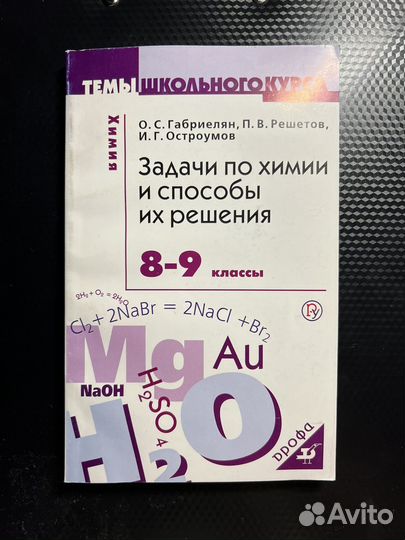 ТЕМЫ ШКОЛЬНОГО КУРСА
ХИМИЯ
О. С. Габриелян, П. В. Решетов,
И. Г. Остроумов
Задачи по химии
и способы
их решения
8-9 классы
2H₂ + O₂ = 2H₂O
Cl₂ + 2NaBr = 2NaCl + Br₂
Mg
Au
NaOH
H₂SO₄
H₂O
дрофа
Avito